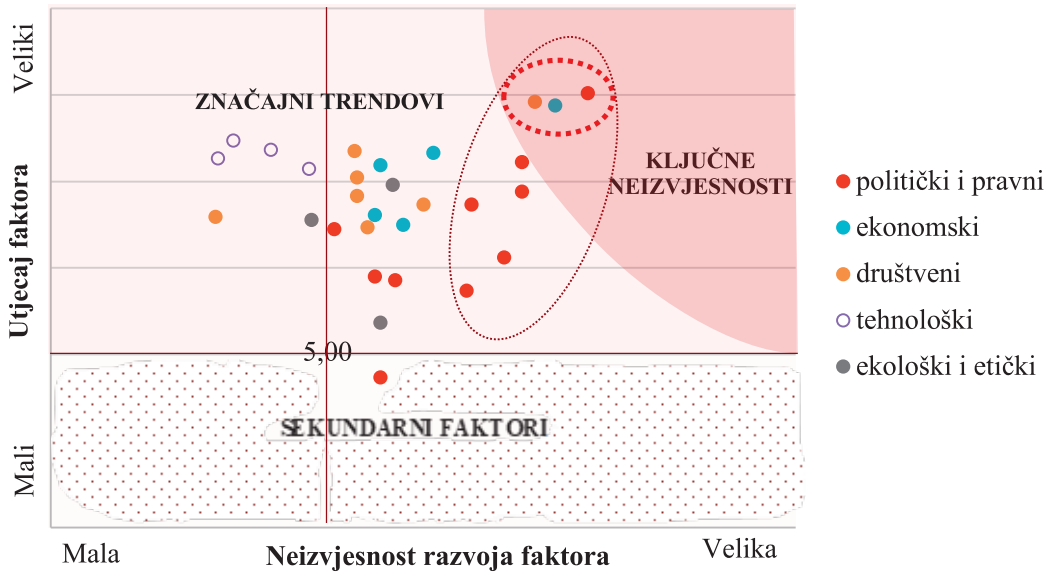 Veliki
ZNAČAJNI TRENDOVI
KLJUČNE
NEIZVJESNOSTI
politički i pravni
ekonomski
društveni
tehnološki
ekološki i etički
Utjecaj faktora
5,00
SEKUNDARNI FAKTORI
Mali
Mala
Neizvjesnost razvoja faktora
Velika